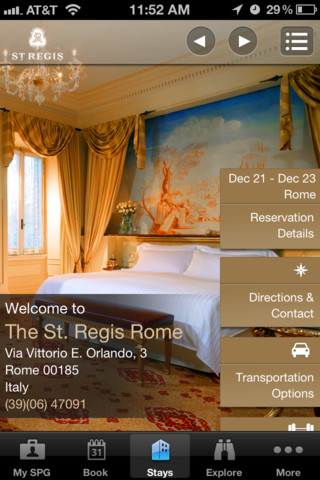 AT&T 11:52 AM 29%
ST REGIS
31
Dec 21 - Dec 23
Rome
Reservation
Details
Directions &
Contact
Transportation
Options
Welcome to
The St. Regis Rome
Via Vittorio E. Orlando, 3
Rome 00185
Italy
(39)(06) 47091
My SPG Book Stays Explore More